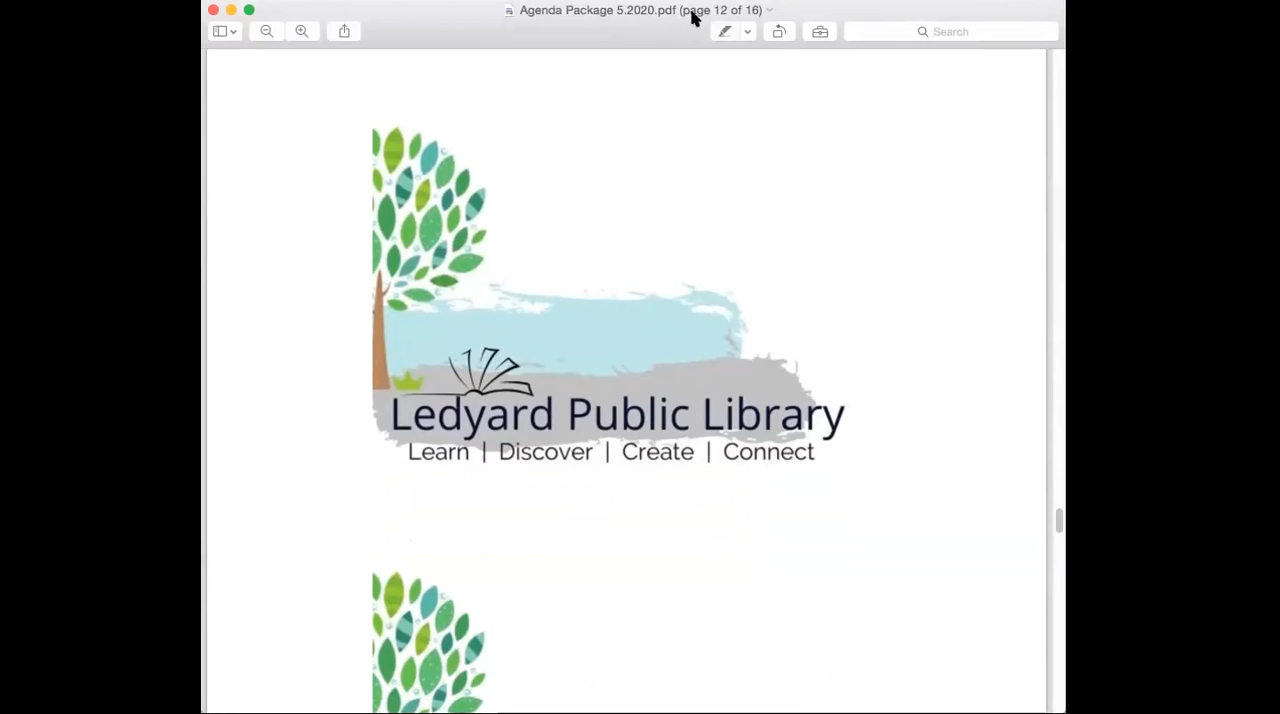 Agenda Package 5.2020.pdf (page 12 of 16)
Search
Ledyard Public Library
Learn | Discover | Create | Connect